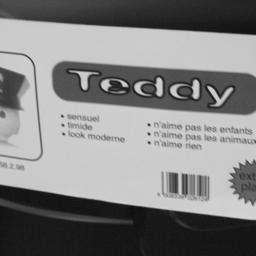 Teddy
• sensuel
• timide
• look moderne
• n'aime pas les enfants
• n'aime pas les animaux
• n'aime rien